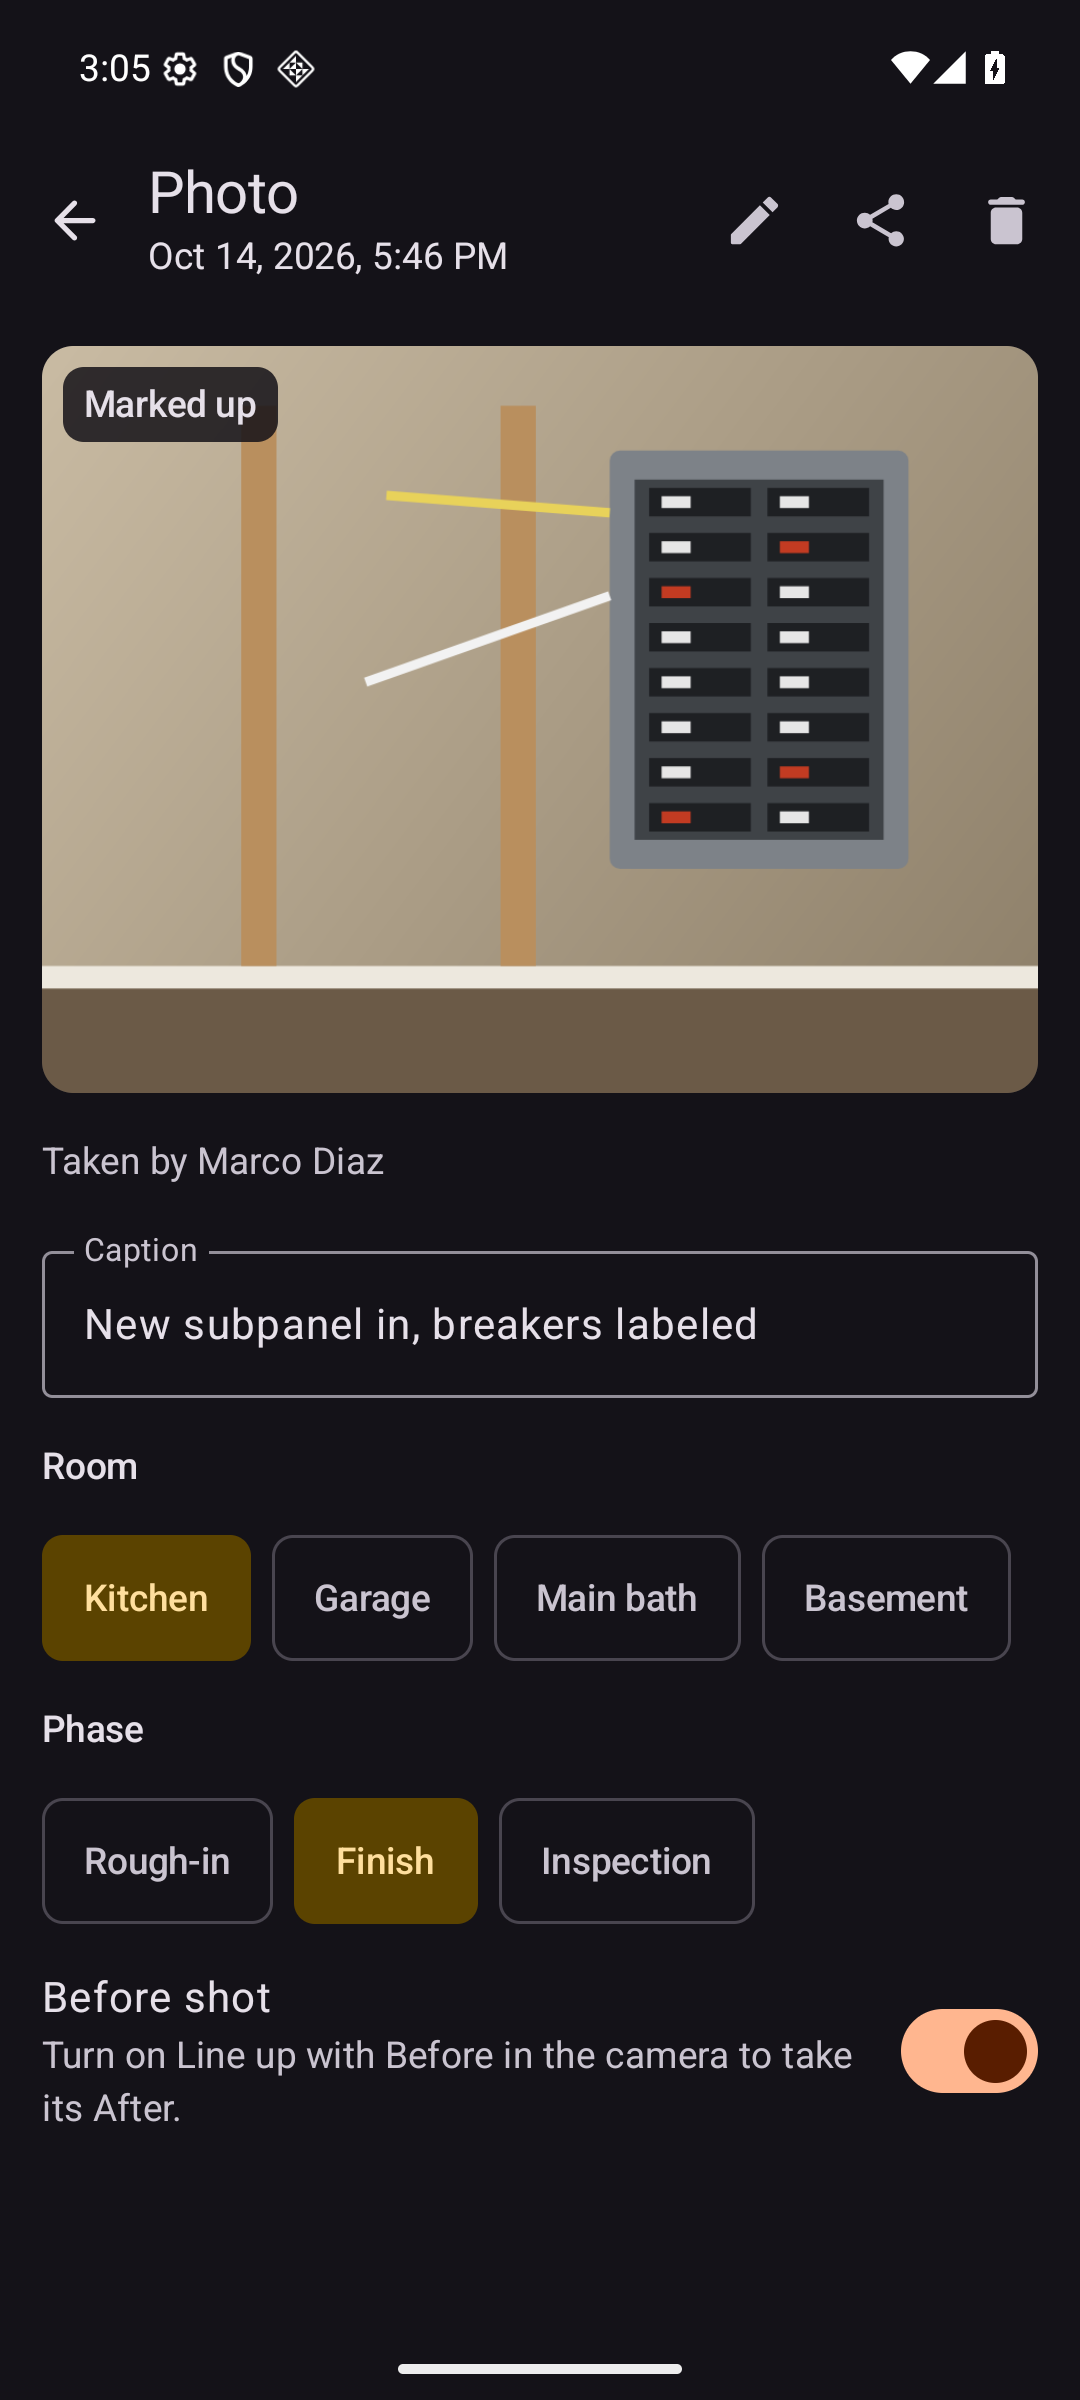 3:05
Photo
Oct 14, 2026, 5:46 PM
Marked up
Taken by Marco Diaz
Caption
New subpanel in, breakers labeled
Room
Kitchen Garage Main bath Basement
Phase
Rough-in Finish Inspection
Before shot
Turn on Line up with Before in the camera to take
its After.